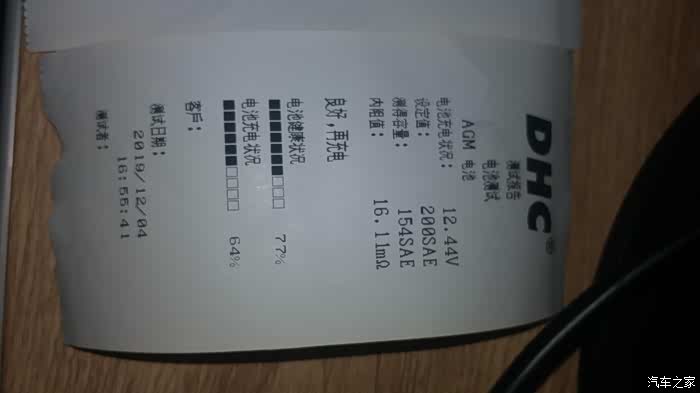 DHC®
测试报告
电池测试
AGM 电池
电池充电状况： 12.44V
设定值： 200SAE
测得容量： 154SAE
内阻值： 16.11mΩ
良好，再充电
电池健康状况
■■■■■■■□□□ 77%
电池充电状况
■■■■■■□□□□ 64%
客戶：
测试日期：
2019/12/04
16:55:41
测试者：
汽车之家